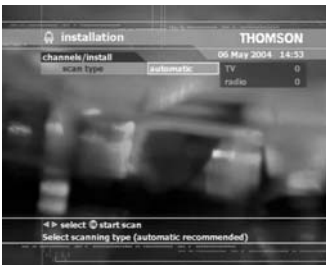 installation THOMSON
06 May 2004 14:53
channels/install
scan type automatic TV 0
radio 0
◄ ► select ⓞ start scan
Select scanning type (automatic recommended)